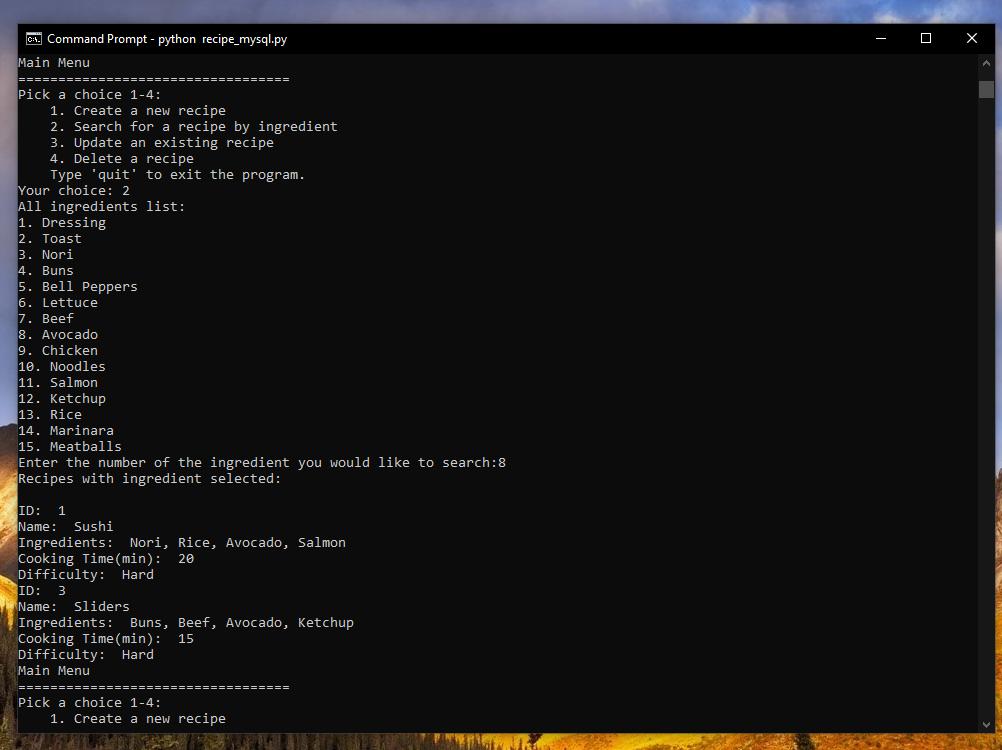 Command Prompt - python  recipe_mysql.py
Main Menu
==================================
Pick a choice 1-4:
    1. Create a new recipe
    2. Search for a recipe by ingredient
    3. Update an existing recipe
    4. Delete a recipe
    Type 'quit' to exit the program.
Your choice: 2
All ingredients list:
1. Dressing
2. Toast
3. Nori
4. Buns
5. Bell Peppers
6. Lettuce
7. Beef
8. Avocado
9. Chicken
10. Noodles
11. Salmon
12. Ketchup
13. Rice
14. Marinara
15. Meatballs
Enter the number of the ingredient you would like to search:8
Recipes with ingredient selected:

ID:  1
Name:  Sushi
Ingredients:  Nori, Rice, Avocado, Salmon
Cooking Time(min):  20
Difficulty:  Hard
ID:  3
Name:  Sliders
Ingredients:  Buns, Beef, Avocado, Ketchup
Cooking Time(min):  15
Difficulty:  Hard
Main Menu
==================================
Pick a choice 1-4:
    1. Create a new recipe